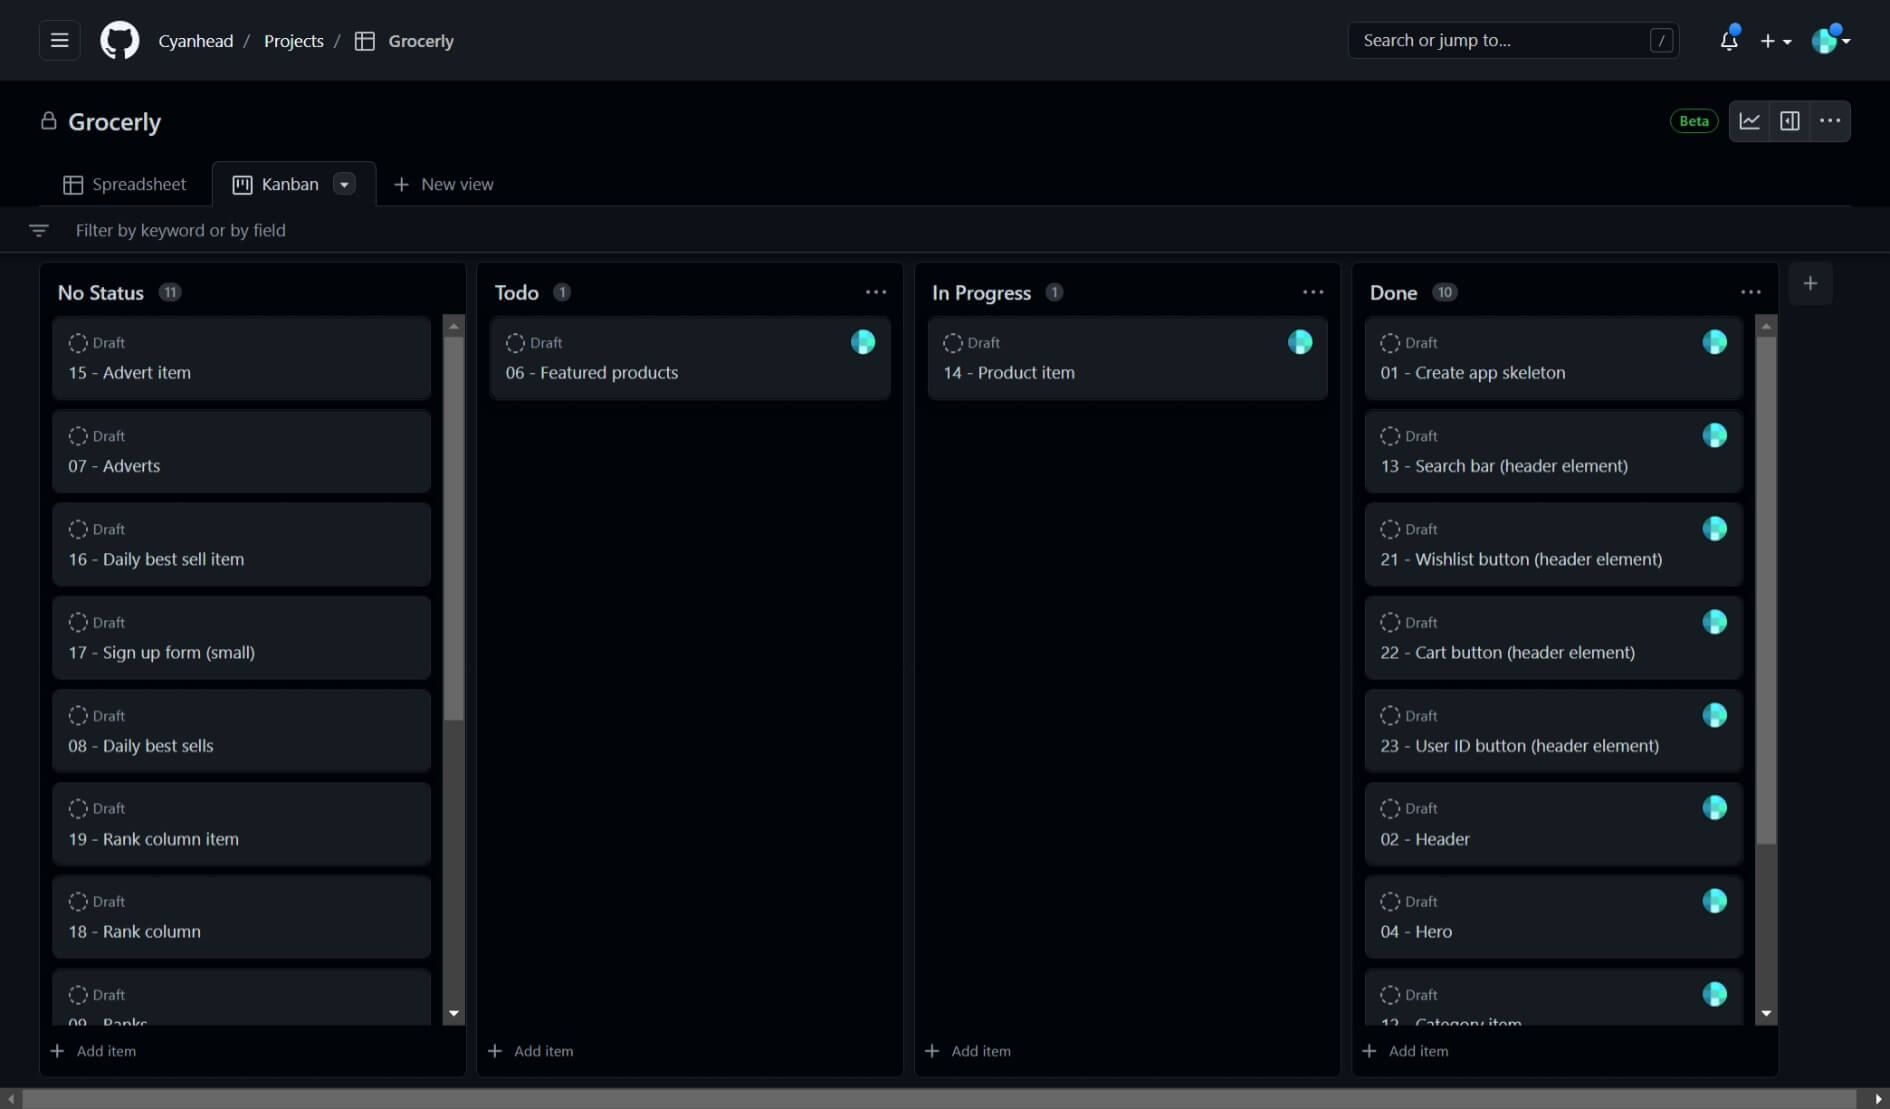 Cyanhead / Projects / Grocerly
Search or jump to... /
Grocerly
Beta
Spreadsheet
Kanban
New view
Filter by keyword or by field
No Status 11
Draft
15 - Advert item
Draft
07 - Adverts
Draft
16 - Daily best sell item
Draft
17 - Sign up form (small)
Draft
08 - Daily best sells
Draft
19 - Rank column item
Draft
18 - Rank column
Draft
09 - Ranks
Add item
Todo 1
Draft
06 - Featured products
Add item
In Progress 1
Draft
14 - Product item
Add item
Done 10
Draft
01 - Create app skeleton
Draft
13 - Search bar (header element)
Draft
21 - Wishlist button (header element)
Draft
22 - Cart button (header element)
Draft
23 - User ID button (header element)
Draft
02 - Header
Draft
04 - Hero
Draft
12 - Category item
Add item